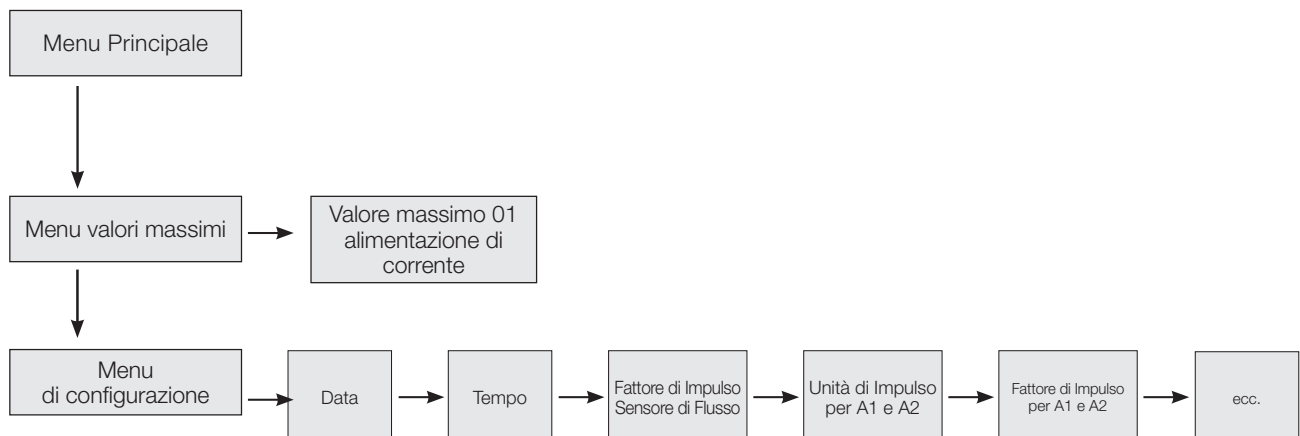 Menu Principale
Menu valori massimi
Valore massimo 01
alimentazione di
corrente
Menu
di configurazione
Data
Tempo
Fattore di Impulso
Sensore di Flusso
Unità di Impulso
per A1 e A2
Fattore di Impulso
per A1 e A2
ecc.